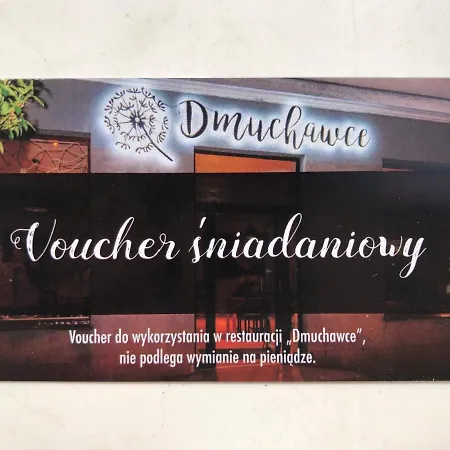 Dmuchawce
Voucher śniadaniowy
Voucher do wykorzystania w restauracji „Dmuchawce”,
nie podlega wymianie na pieniądze.